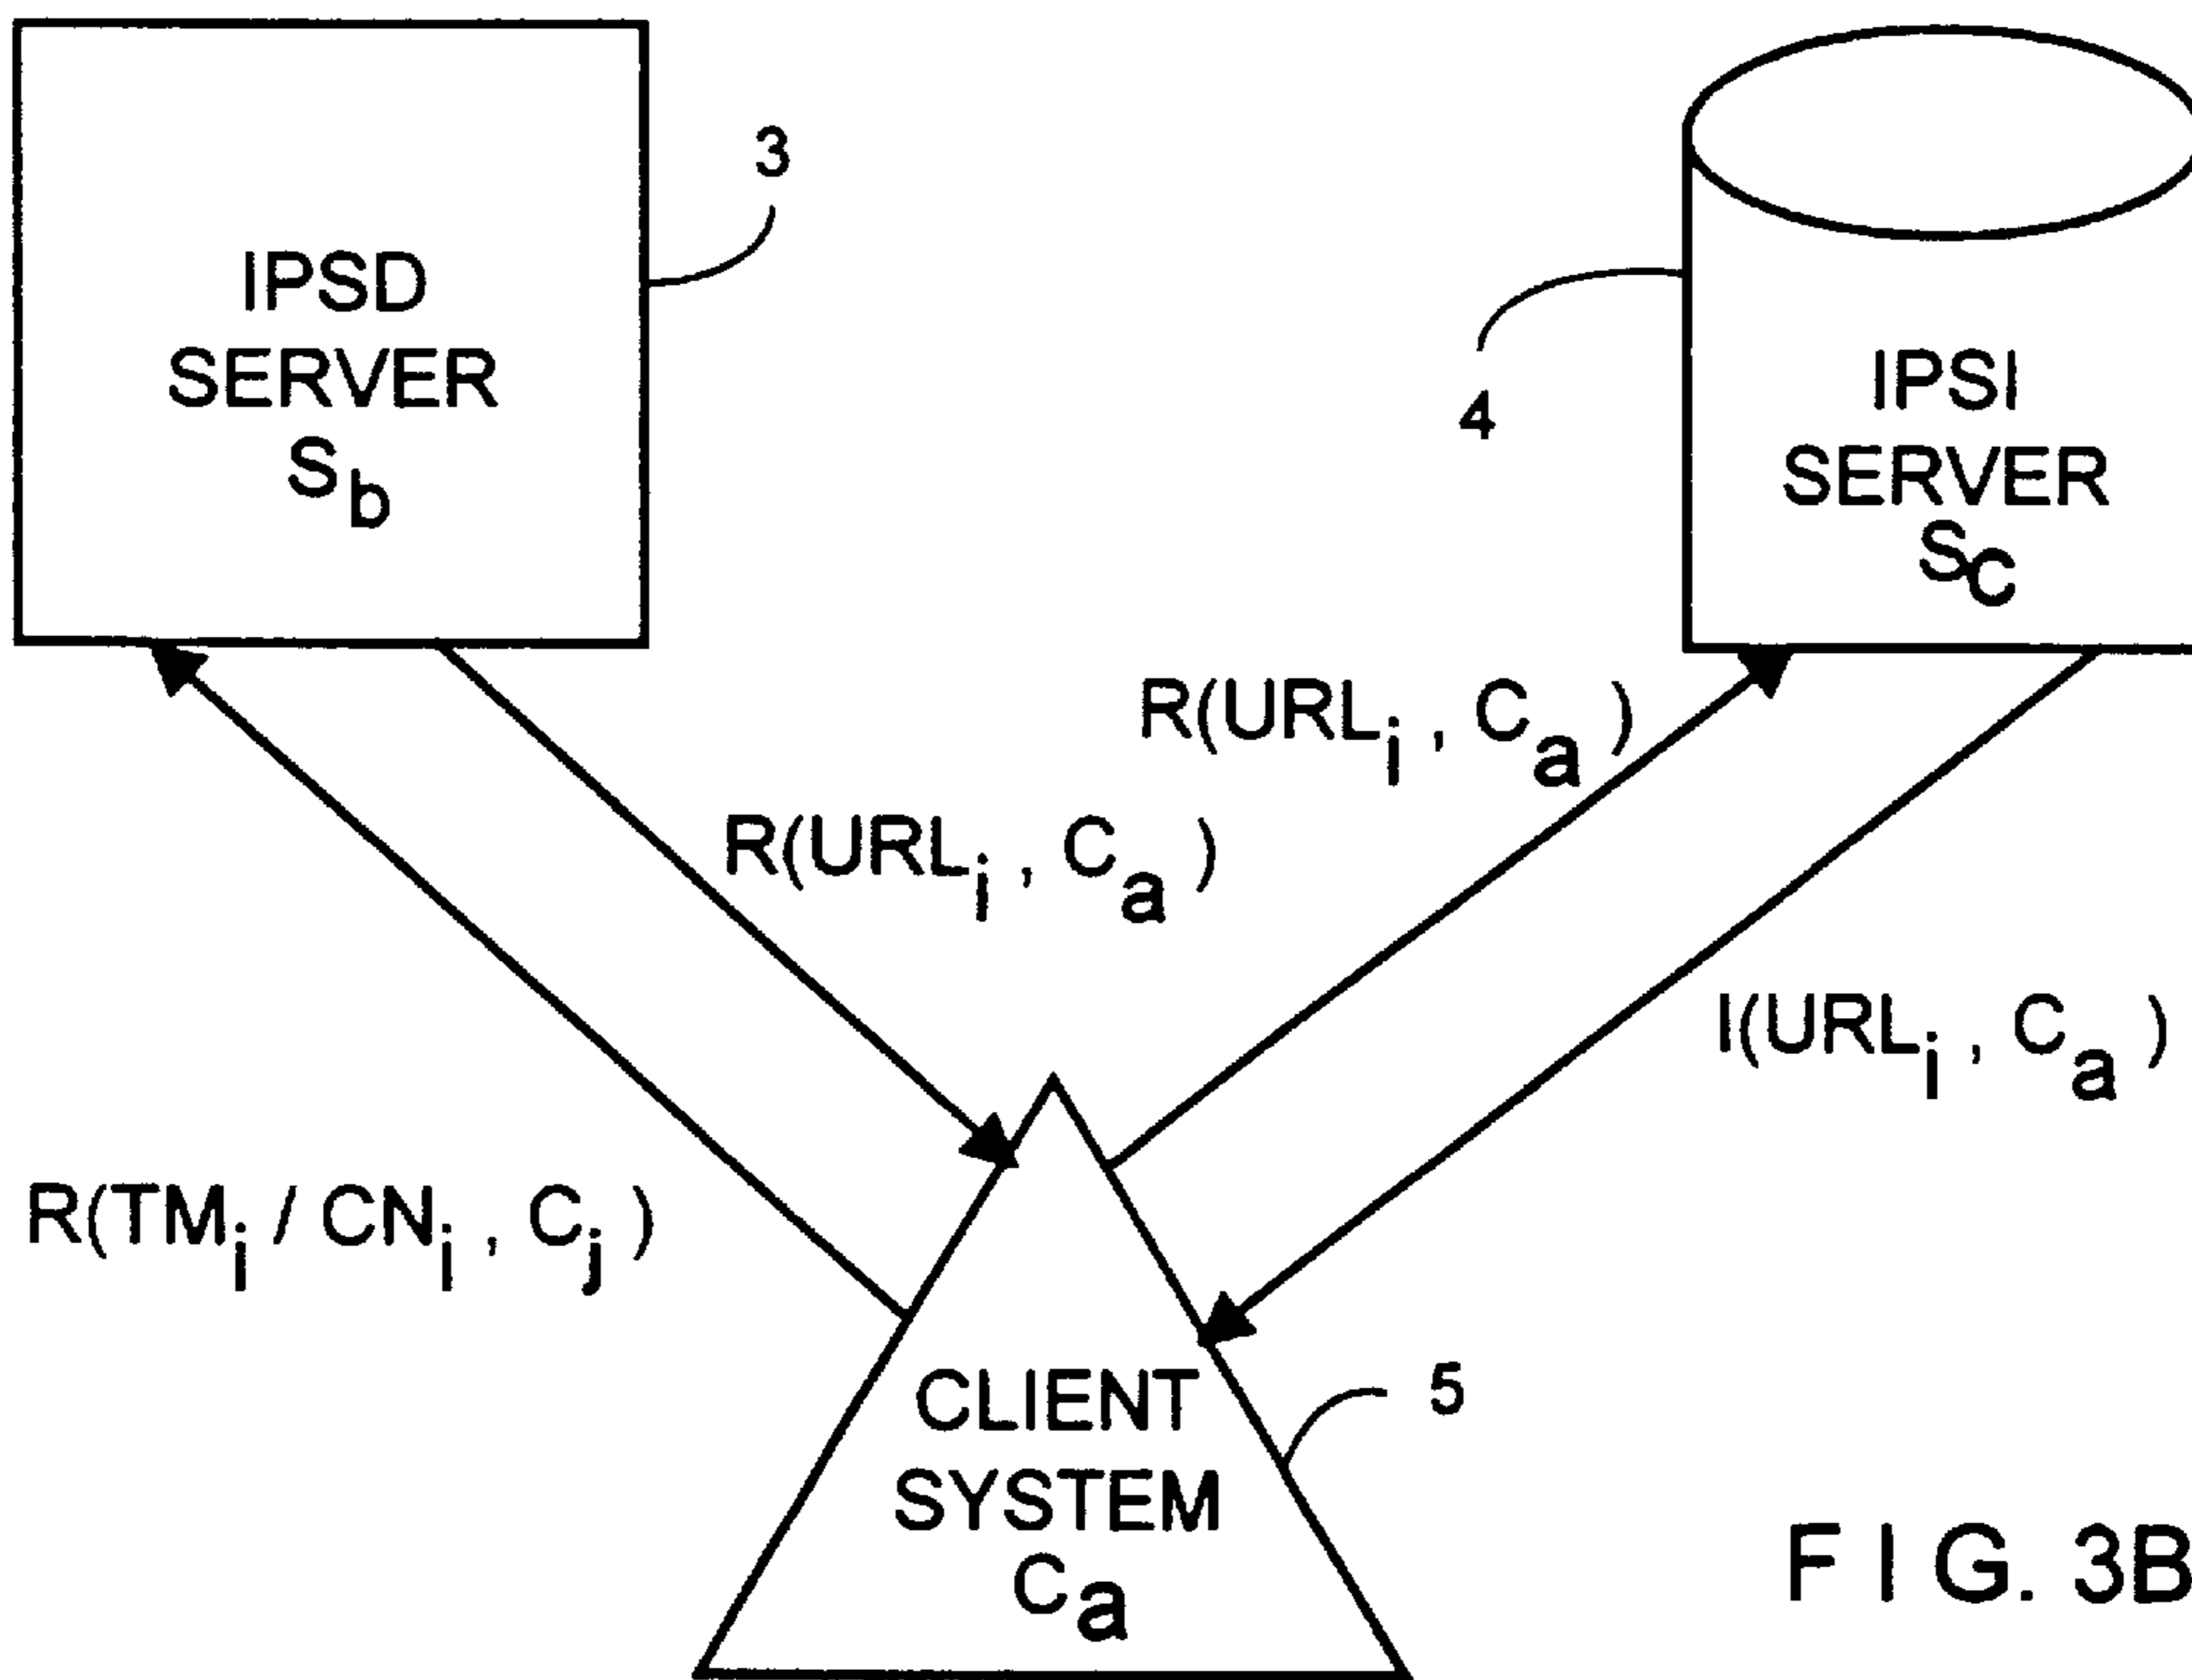 IPSD
SERVER
Sb
3
4
IPSI
SERVER
Sc
R(URLi, Ca)
R(URLi, Ca)
I(URLi, Ca)
R(TMi / CNi, Cj)
CLIENT
SYSTEM
Ca
5
FIG. 3B